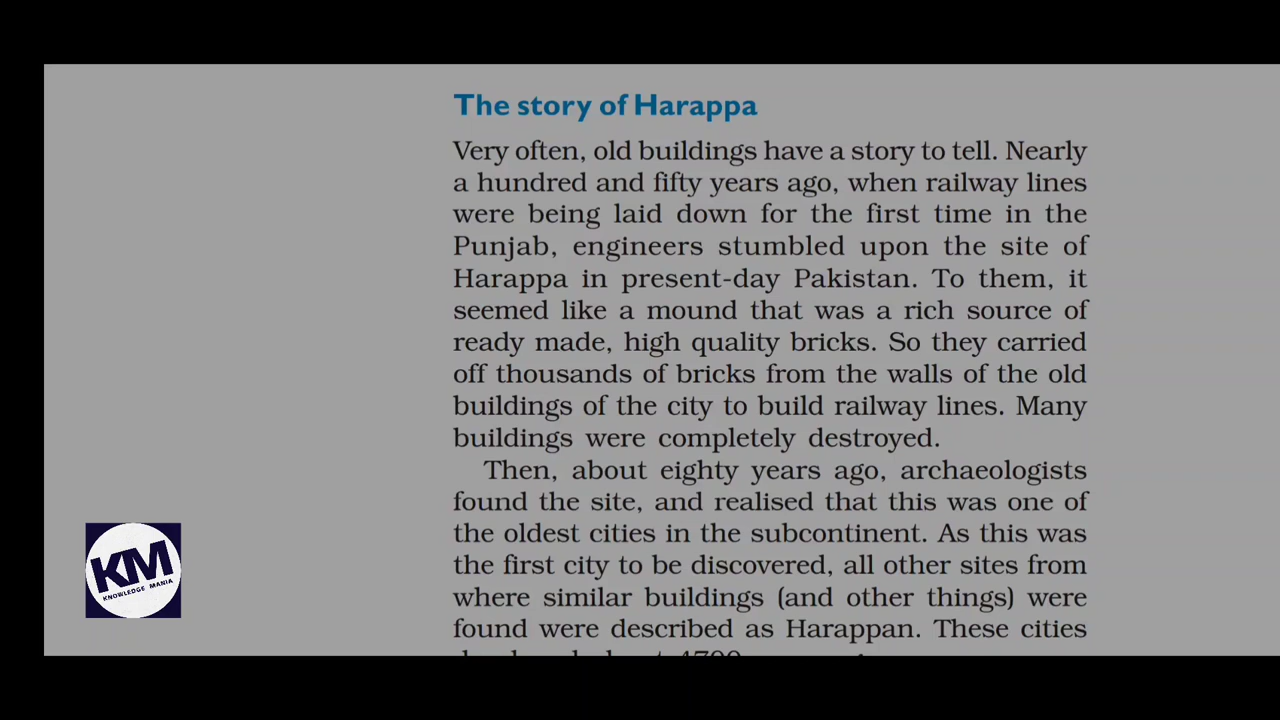 The story of Harappa
Very often, old buildings have a story to tell. Nearly
a hundred and fifty years ago, when railway lines
were being laid down for the first time in the
Punjab, engineers stumbled upon the site of
Harappa in present-day Pakistan. To them, it
seemed like a mound that was a rich source of
ready made, high quality bricks. So they carried
off thousands of bricks from the walls of the old
buildings of the city to build railway lines. Many
buildings were completely destroyed.
Then, about eighty years ago, archaeologists
found the site, and realised that this was one of
the oldest cities in the subcontinent. As this was
the first city to be discovered, all other sites from
where similar buildings (and other things) were
found were described as Harappan. These cities
KM
KNOWLEDGE MANIA